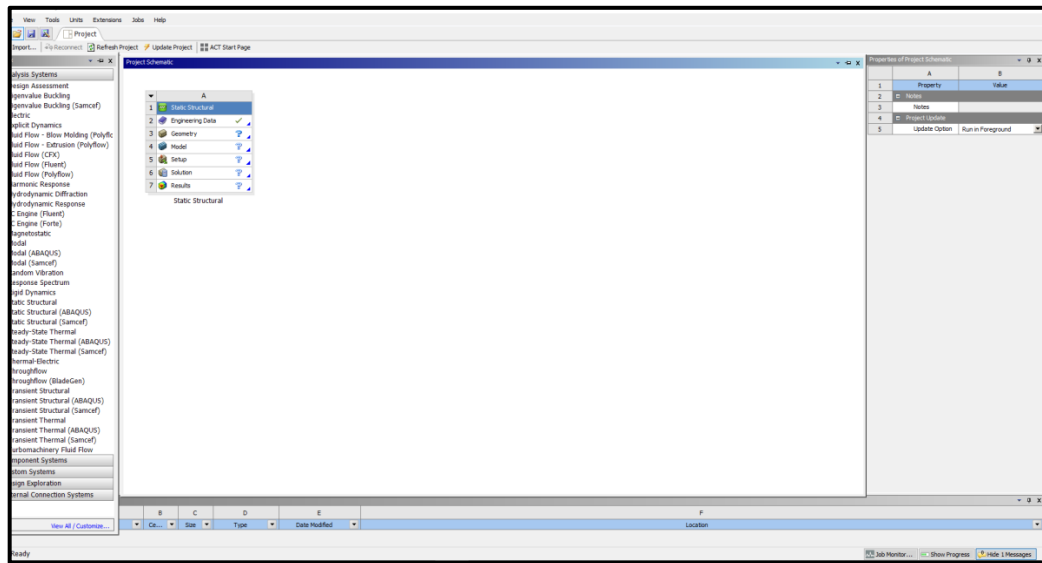 View Tools Units Extensions Jobs Help
Project
Import... Reconnect Refresh Project Update Project ACT Start Page
alysis Systems
esign Assessment
igenvalue Buckling
igenvalue Buckling (Samcef)
lectric
xplicit Dynamics
luid Flow - Blow Molding (Polyflc
luid Flow - Extrusion (Polyflow)
luid Flow (CFX)
luid Flow (Fluent)
luid Flow (Polyflow)
armonic Response
ydrodynamic Diffraction
ydrodynamic Response
C Engine (Fluent)
C Engine (Forte)
agnetostatic
odal
odal (ABAQUS)
odal (Samcef)
andom Vibration
esponse Spectrum
igid Dynamics
tatic Structural
tatic Structural (ABAQUS)
tatic Structural (Samcef)
teady-State Thermal
teady-State Thermal (ABAQUS)
teady-State Thermal (Samcef)
hermal-Electric
hroughflow
hroughflow (BladeGen)
ransient Structural
ransient Structural (ABAQUS)
ransient Structural (Samcef)
ransient Thermal
ransient Thermal (ABAQUS)
ransient Thermal (Samcef)
urbomachinery Fluid Flow
mponent Systems
stom Systems
sign Exploration
ternal Connection Systems
View All / Customize...
Project Schematic
A
1 Static Structural
2 Engineering Data
3 Geometry ?
4 Model ?
5 Setup ?
6 Solution ?
7 Results ?
Static Structural
Properties of Project Schematic
A B
1 Property Value
2 Notes
3 Notes
4 Project Update
5 Update Option Run in Foreground
B C D E F
Ce... Size Type Date Modified Location
Ready
Job Monitor... Show Progress Hide 1 Messages